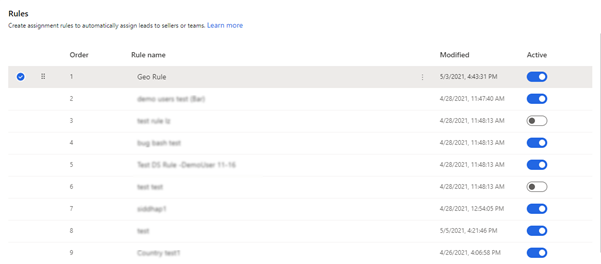 Rules
Create assignment rules to automatically assign leads to sellers or teams. Learn more
Order Rule name Modified Active
1 Geo Rule 5/3/2021, 4:43:31 PM
2 demo users test (Bar) 4/28/2021, 11:47:40 AM
3 test rule 4/28/2021, 11:48:13 AM
4 bug bash test 4/28/2021, 11:48:13 AM
5 Test DS Rule -DemoUser 11-16 4/28/2021, 11:48:13 AM
6 test test 4/28/2021, 11:48:13 AM
7 4/28/2021, 12:54:05 PM
8 test 5/5/2021, 4:21:46 PM
9 Country test1 4/26/2021, 4:06:58 PM